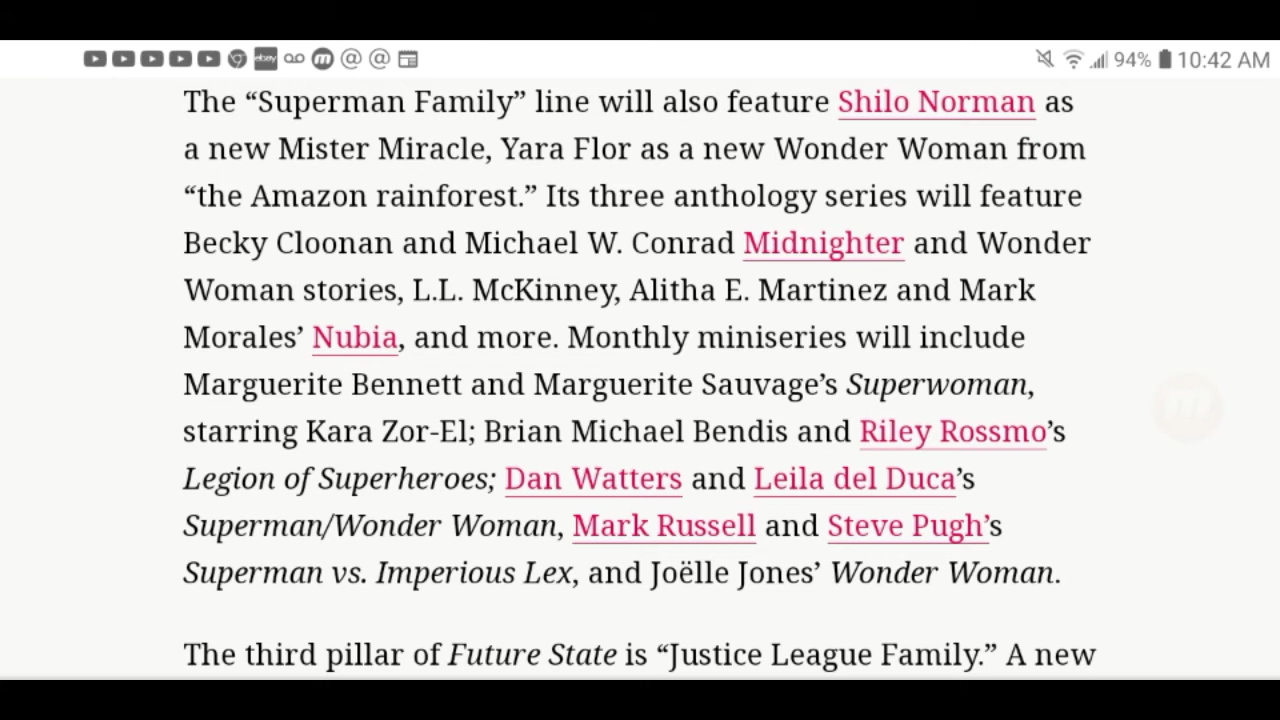 ebay m @ @ 94% 10:42 AM
The “Superman Family” line will also feature Shilo Norman as
a new Mister Miracle, Yara Flor as a new Wonder Woman from
“the Amazon rainforest.” Its three anthology series will feature
Becky Cloonan and Michael W. Conrad Midnighter and Wonder
Woman stories, L.L. McKinney, Alitha E. Martinez and Mark
Morales’ Nubia, and more. Monthly miniseries will include
Marguerite Bennett and Marguerite Sauvage’s Superwoman,
starring Kara Zor-El; Brian Michael Bendis and Riley Rossmo’s
Legion of Superheroes; Dan Watters and Leila del Duca’s
Superman/Wonder Woman, Mark Russell and Steve Pugh’s
Superman vs. Imperious Lex, and Joëlle Jones’ Wonder Woman.
The third pillar of Future State is “Justice League Family.” A new
m